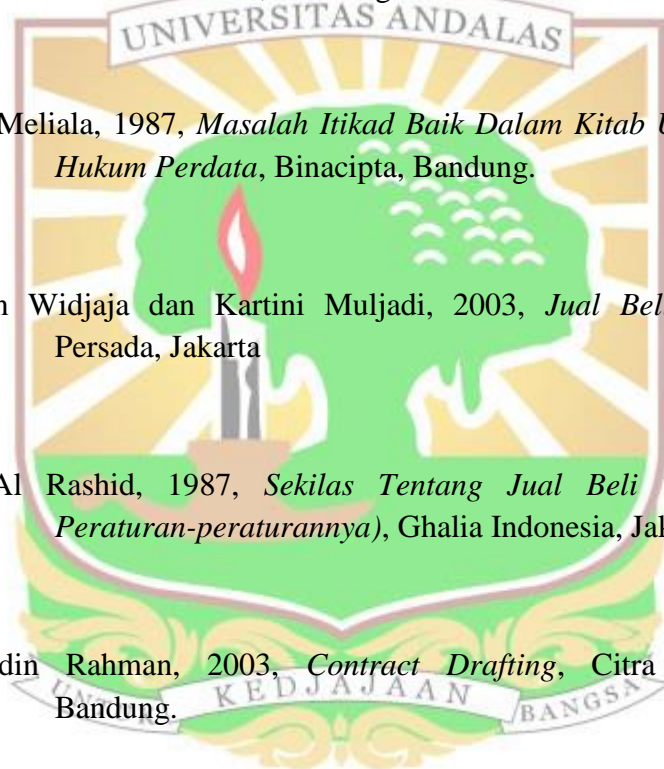 UNIVERSITAS ANDALAS
Meliala, 1987, Masalah Itikad Baik Dalam Kitab
Hukum Perdata, Binacipta, Bandung.
Widjaja dan Kartini Muljadi, 2003, Jual Beli
Persada, Jakarta
Al Rashid, 1987, Sekilas Tentang Jual Beli
Peraturan-peraturannya), Ghalia Indonesia,
din Rahman, 2003, Contract Drafting, Citra
Bandung.
UNTUK KEDJAJAAN BANGSA